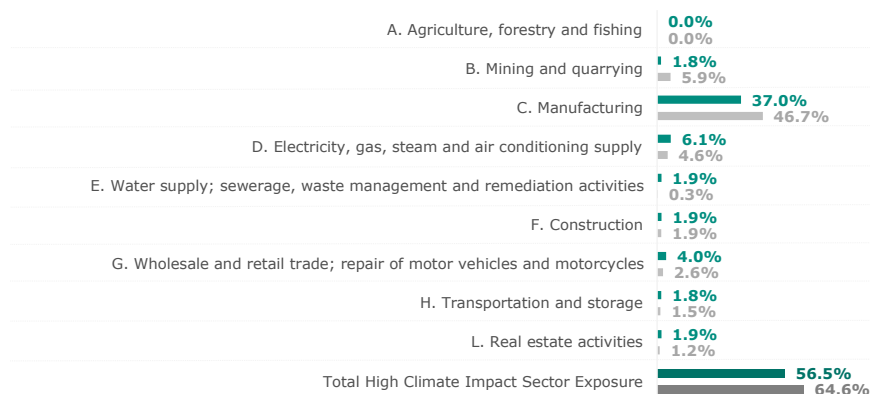 A. Agriculture, forestry and fishing
0.0%
0.0%
B. Mining and quarrying
1.8%
5.9%
C. Manufacturing
37.0%
46.7%
D. Electricity, gas, steam and air conditioning supply
6.1%
4.6%
E. Water supply; sewerage, waste management and remediation activities
1.9%
0.3%
F. Construction
1.9%
1.9%
G. Wholesale and retail trade; repair of motor vehicles and motorcycles
4.0%
2.6%
H. Transportation and storage
1.8%
1.5%
L. Real estate activities
1.9%
1.2%
Total High Climate Impact Sector Exposure
56.5%
64.6%